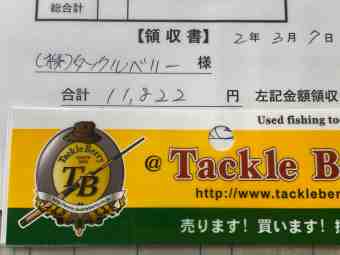 総合計
【領収書】 2年 3月 7日
(株)タックルベリー 様
合計 11,822 円 左記金額領収
Used fishing to
Tackle Berry
TB
@ Tackle B
http://www.tackleber
売ります! 買います!